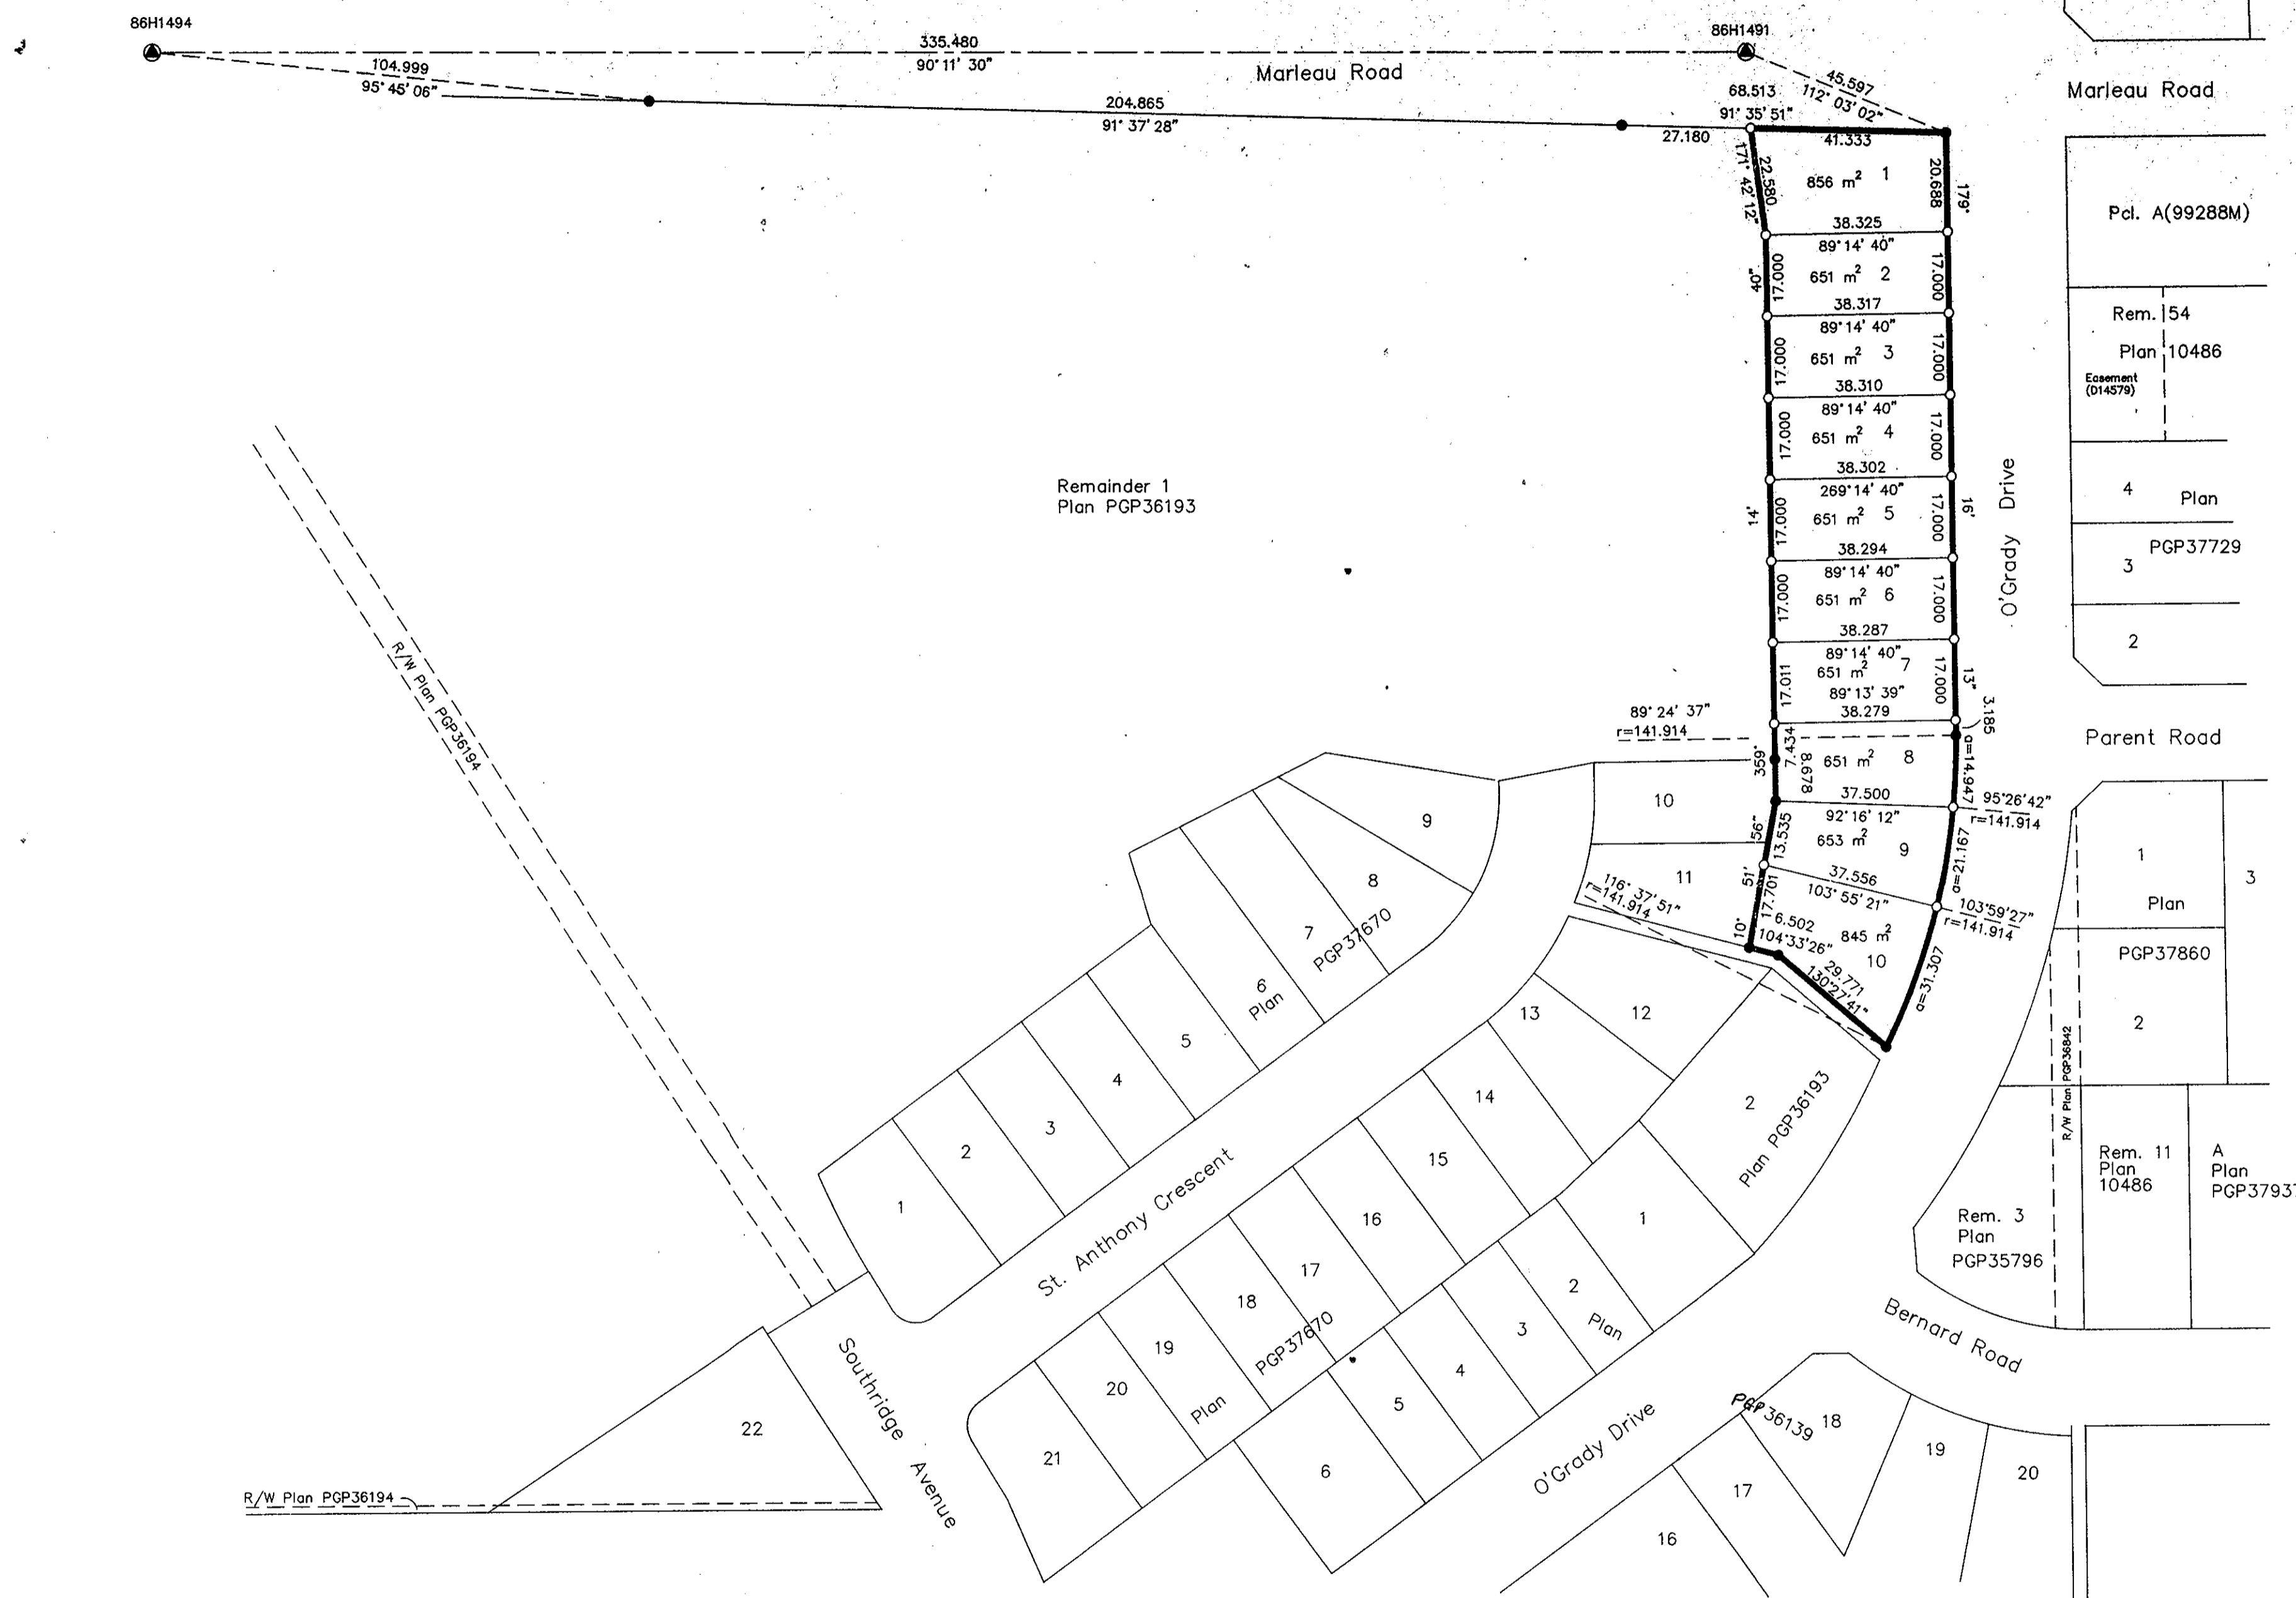 86H1494
335.480
90° 11' 30"
104.999
95° 45' 06"
Marleau Road
86H1491
45.597
112° 03' 02"
68.513
91° 35' 51"
204.865
91° 37' 28"
27.180
41.333
Marleau Road
171° 42' 12"
22.580
856 m² 1
20.688
179°
38.325
89° 14' 40"
40"
17.000
651 m² 2
17.000
38.317
89° 14' 40"
17.000
651 m² 3
17.000
38.310
89° 14' 40"
17.000
651 m² 4
17.000
38.302
269° 14' 40"
14'
17.000
651 m² 5
17.000
16'
38.294
89° 14' 40"
17.000
651 m² 6
17.000
38.287
89° 14' 40"
17.011
651 m² 7
17.000
13"
89° 13' 39"
38.279
3.185
89° 24' 37"
r=141.914
359°
7.434
8.678
651 m² 8
a=14.947
37.500
95°26'42"
r=141.914
92° 16' 12"
56"
13.535
653 m²
9
a=21.167
37.556
103° 55' 21"
103°59'27"
r=141.914
51'
17.701
116° 37' 51"
r=141.914
10°
6.502
104°33'26"
845 m²
10
29.771
130°27'41"
a=31.307
O'Grady Drive
Pcl. A(99288M)
Rem. 54
Plan 10486
Easement
(D14579)
4
Plan
3
PGP37729
2
Parent Road
1
3
Plan
PGP37860
2
R/W Plan PGP36842
Rem. 11
Plan
10486
A
Plan
PGP37937
Rem. 3
Plan
PGP35796
Bernard Road
Remainder 1
Plan PGP36193
R/W Plan PGP36194
10
11
9
8
7
6
Plan
PGP37670
5
4
3
2
1
St. Anthony Crescent
12
13
14
15
16
17
18
19
20
21
Plan
PGP37670
2
Plan PGP36193
1
2
Plan
3
4
5
6
O'Grady Drive
PGP36139
18
19
20
17
16
Southridge Avenue
22
R/W Plan PGP36194